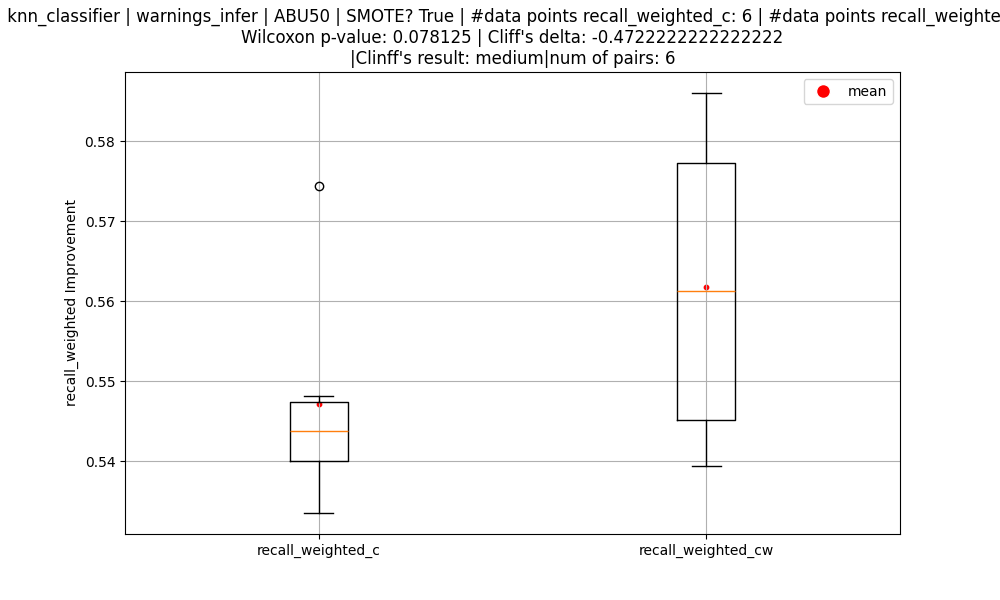 knn_classifier | warnings_infer | ABU50 | SMOTE? True | #data points recall_weighted_c: 6 | #data points recall_weighte
Wilcoxon p-value: 0.078125 | Cliff's delta: -0.4722222222222222
|Clinff's result: medium|num of pairs: 6
mean
0.58
0.57
0.56
0.55
0.54
recall_weighted Improvement
recall_weighted_c
recall_weighted_cw